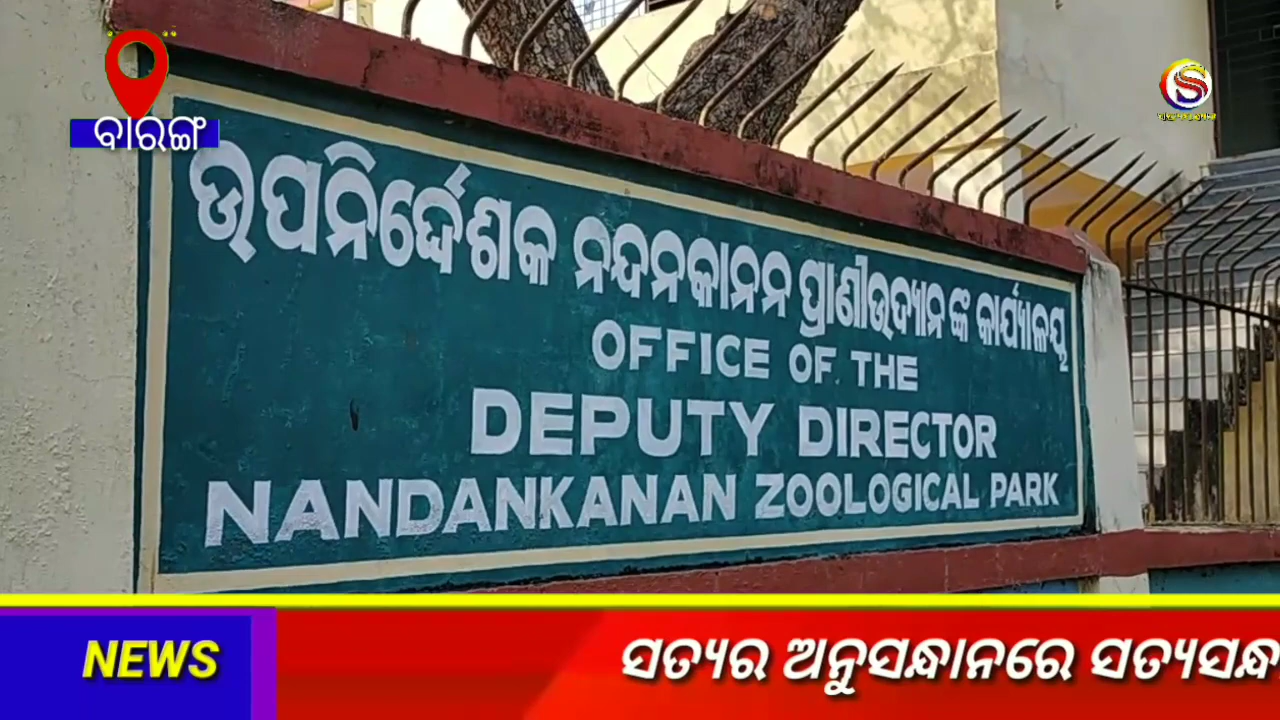 ବାରଙ୍ଗ
ଉପନିର୍ଦ୍ଧେଶକ ନନ୍ଦନକାନନ ପ୍ରାଣୀଉଦ୍ୟାନଙ୍କ କାର୍ଯ୍ୟାଳୟ
OFFICE OF THE
DEPUTY DIRECTOR
NANDANKANAN ZOOLOGICAL PARK
NEWS
ସତ୍ୟର ଅନୁସନ୍ଧାନରେ ସତ୍ୟସନ୍ଧ